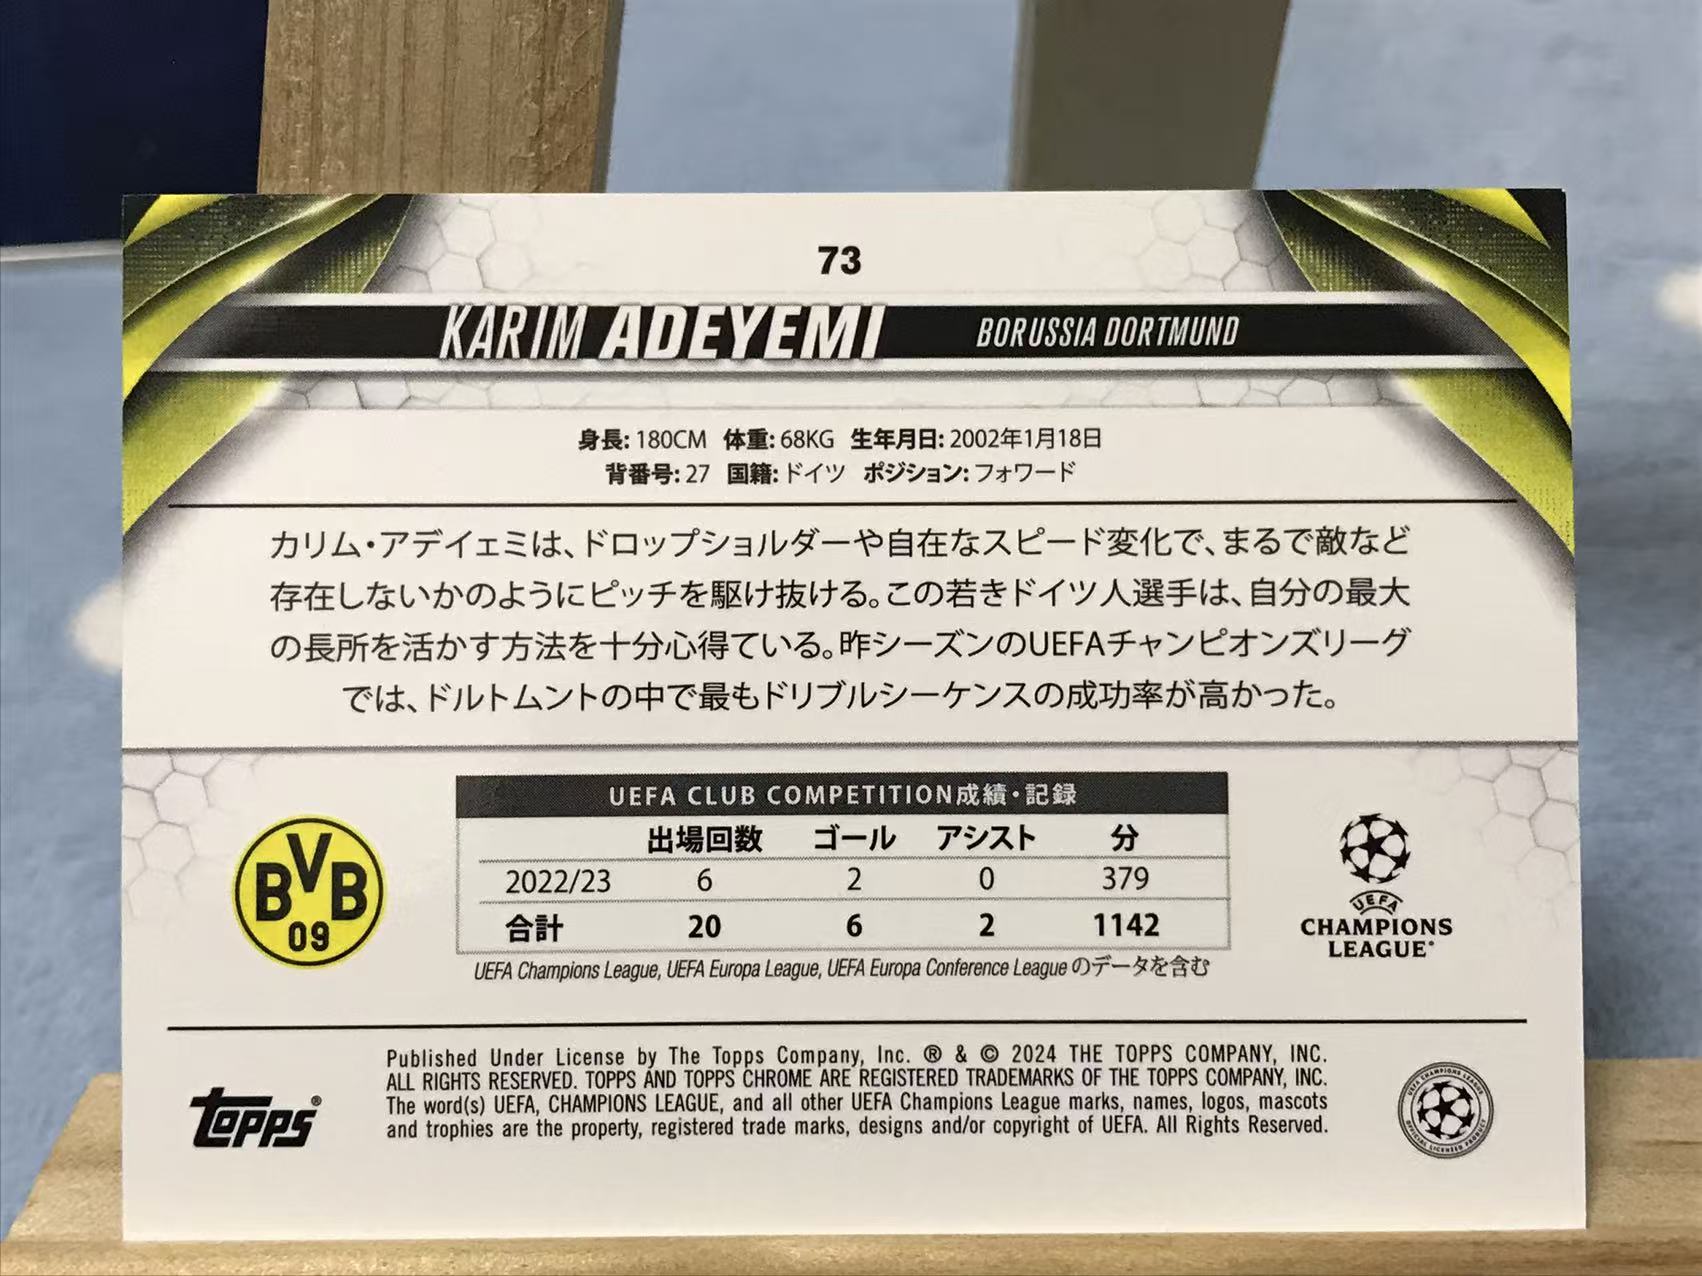 73
KARIM ADEYEMI BORUSSIA DORTMUND
身長: 180CM 体重: 68KG 生年月日: 2002年1月18日
背番号: 27 国籍: ドイツ ポジション: フォワード
カリム・アデイェミは、ドロップショルダーや自在なスピード変化で、まるで敵など
存在しないかのようにピッチを駆け抜ける。この若きドイツ人選手は、自分の最大
の長所を活かす方法を十分心得ている。昨シーズンのUEFAチャンピオンズリーグ
では、ドルトムントの中で最もドリブルシーケンスの成功率が高かった。
UEFA CLUB COMPETITION成績・記録
出場回数 ゴール アシスト 分
2022/23 6 2 0 379
合計 20 6 2 1142
UEFA Champions League, UEFA Europa League, UEFA Europa Conference League のデータを含む
BVB
09
UEFA
CHAMPIONS
LEAGUE®
Published Under License by The Topps Company, Inc. ® & © 2024 THE TOPPS COMPANY, INC.
ALL RIGHTS RESERVED. TOPPS AND TOPPS CHROME ARE REGISTERED TRADEMARKS OF THE TOPPS COMPANY, INC.
The word(s) UEFA, CHAMPIONS LEAGUE, and all other UEFA Champions League marks, names, logos, mascots
and trophies are the property, registered trade marks, designs and/or copyright of UEFA. All Rights Reserved.
topps®
UEFA CHAMPIONS LEAGUE
OFFICIAL LICENSED PRODUCT